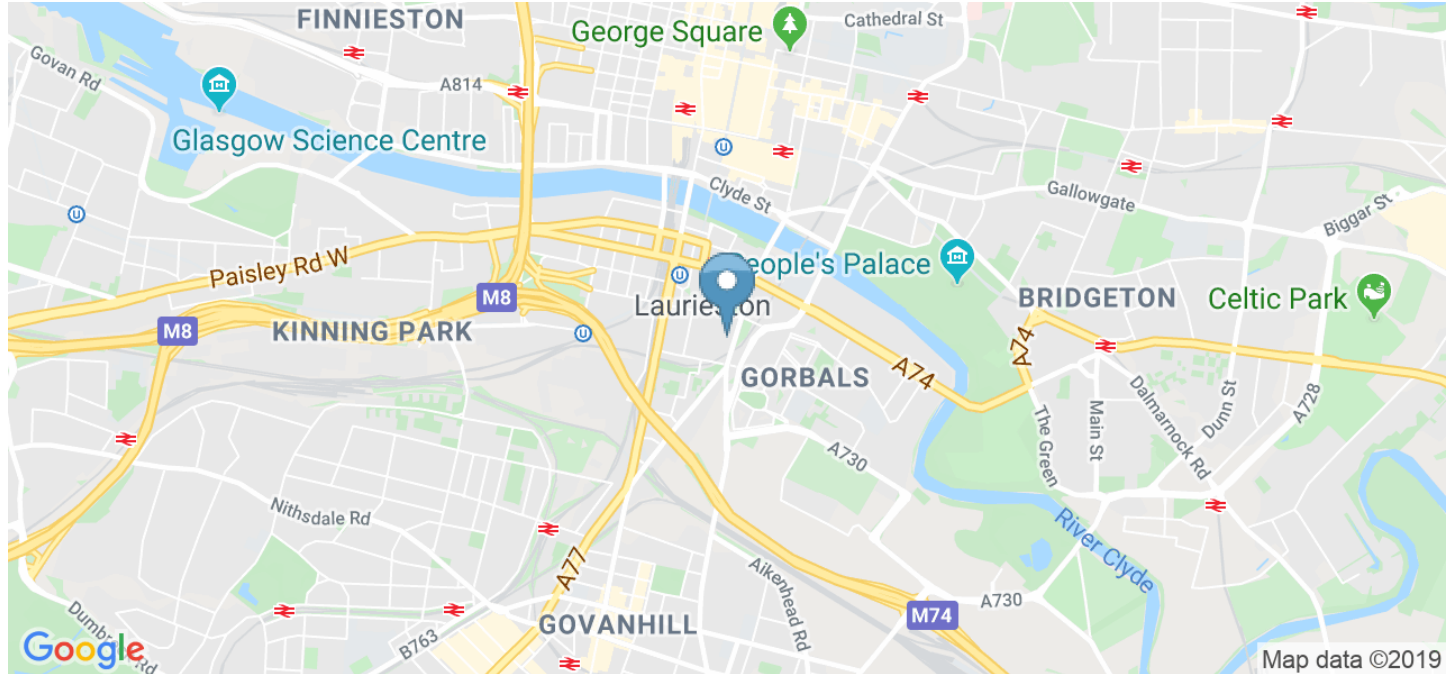 FINNIESTON
Cathedral St
George Square
Govan Rd
A814
Glasgow Science Centre
U
Clyde St
Gallowgate
Biggar St
U
Paisley Rd W
U
eople's Palace
M8
Laurieston
BRIDGETON
Celtic Park
M8
KINNING PARK
U
A74
GORBALS
A74
Dalmarnock Rd
Dunn St
A728
Main St
The Green
A730
Nithsdale Rd
River Clyde
A77
Aikenhead Rd
A730
M74
GOVANHILL
B763
Rd
Google
Map data ©2019